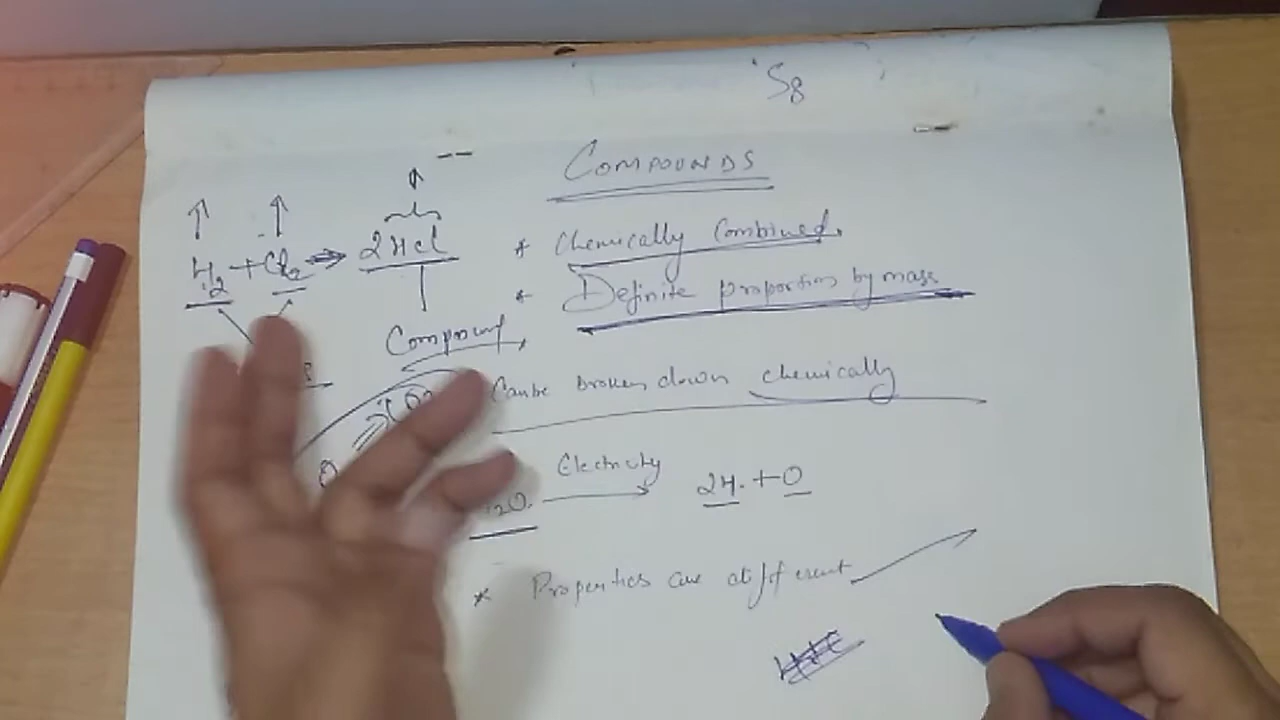 S8
COMPOUNDS
H2 + Cl2 ⇒ 2HCl
* Chemically Combined.
* Definite proportion by mass
Compound
Can be broken down chemically
Electricity
2O. → 2H. + O
* Properties are different